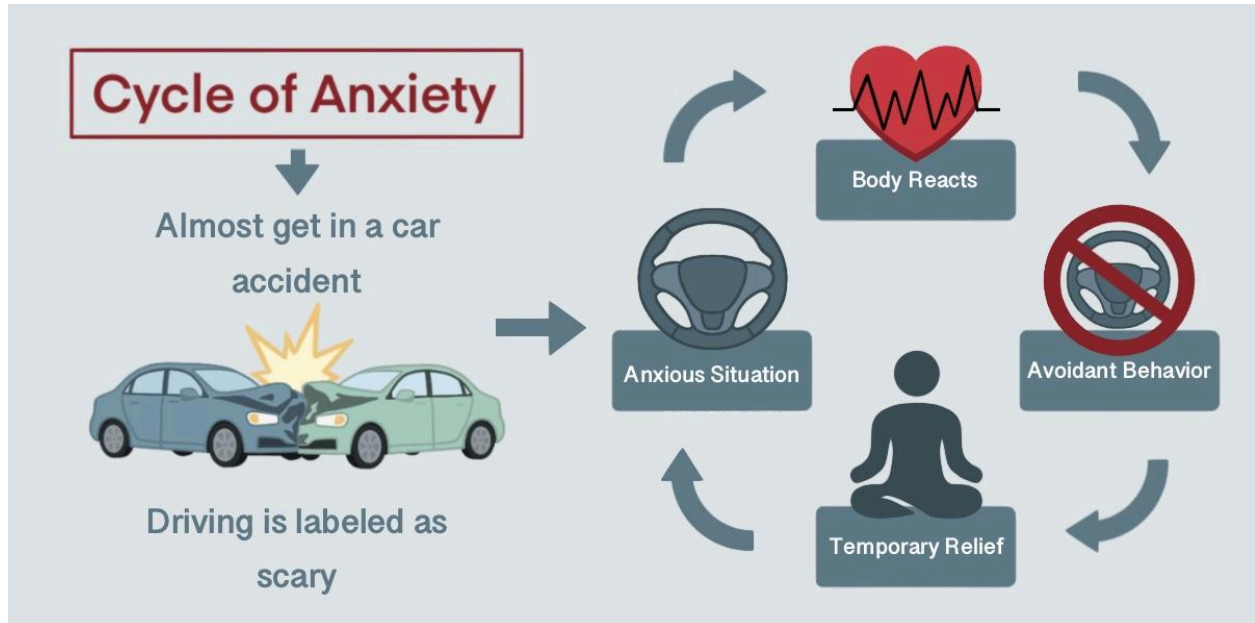 Cycle of Anxiety
Almost get in a car
accident
Driving is labeled as
scary
Anxious Situation
Body Reacts
Avoidant Behavior
Temporary Relief